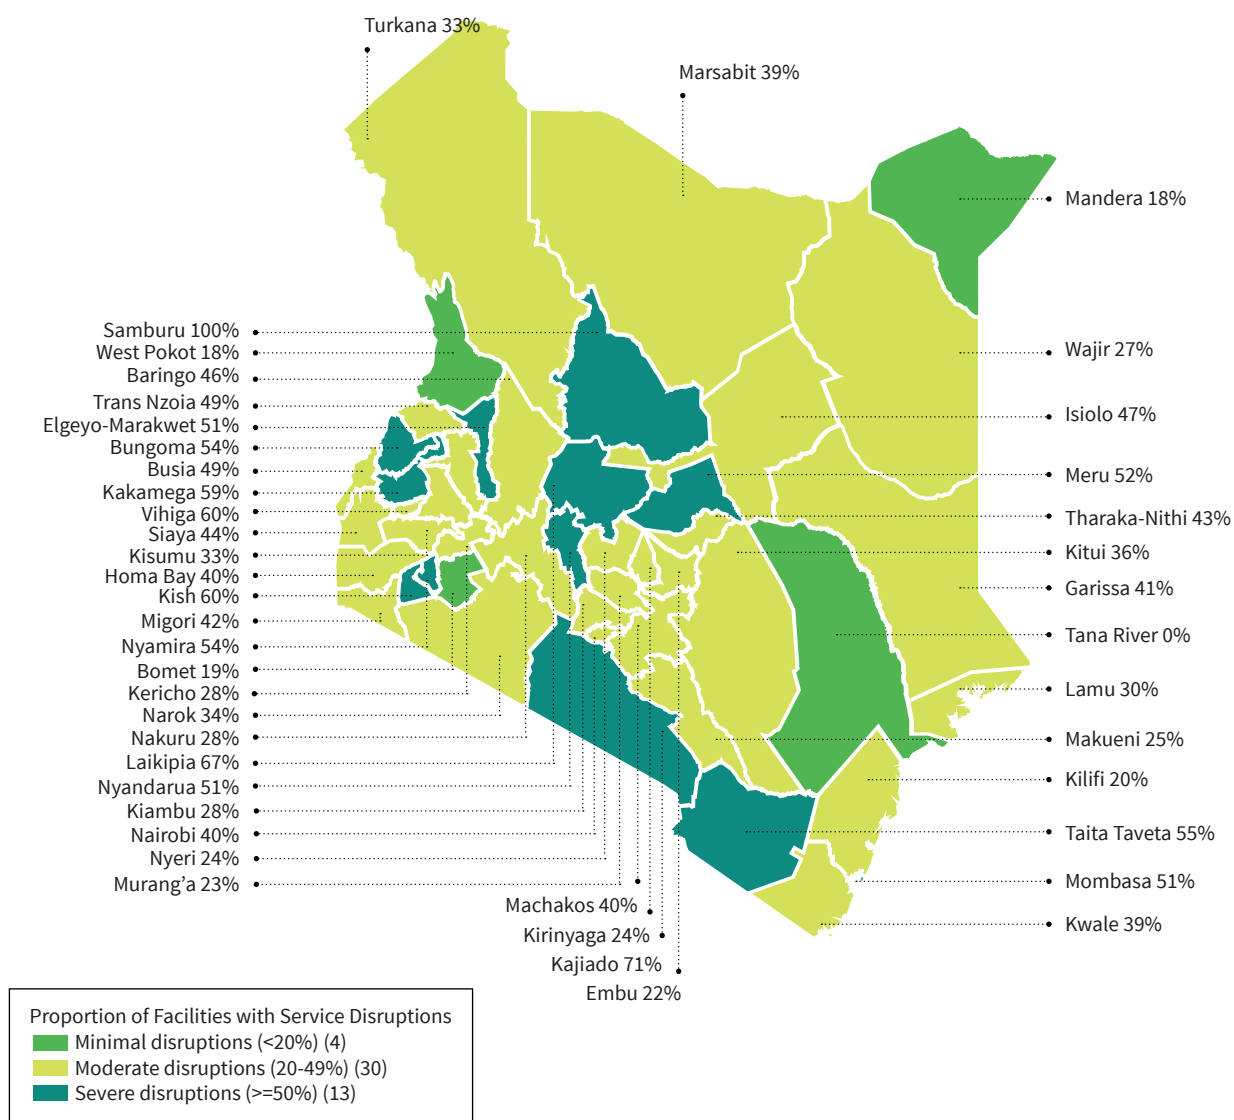 Turkana 33%
Marsabit 39%
Mandera 18%
Samburu 100%
West Pokot 18%
Baringo 46%
Trans Nzoia 49%
Elgeyo-Marakwet 51%
Bungoma 54%
Busia 49%
Kakamega 59%
Vihiga 60%
Siaya 44%
Kisumu 33%
Homa Bay 40%
Kish 60%
Migori 42%
Nyamira 54%
Bomet 19%
Kericho 28%
Narok 34%
Nakuru 28%
Laikipia 67%
Nyandarua 51%
Kiambu 28%
Nairobi 40%
Nyeri 24%
Murang’a 23%
Wajir 27%
Isiolo 47%
Meru 52%
Tharaka-Nithi 43%
Kitui 36%
Garissa 41%
Tana River 0%
Lamu 30%
Makueni 25%
Kilifi 20%
Taita Taveta 55%
Mombasa 51%
Kwale 39%
Machakos 40%
Kirinyaga 24%
Kajiado 71%
Embu 22%
Proportion of Facilities with Service Disruptions
Minimal disruptions (<20%) (4)
Moderate disruptions (20-49%) (30)
Severe disruptions (>=50%) (13)